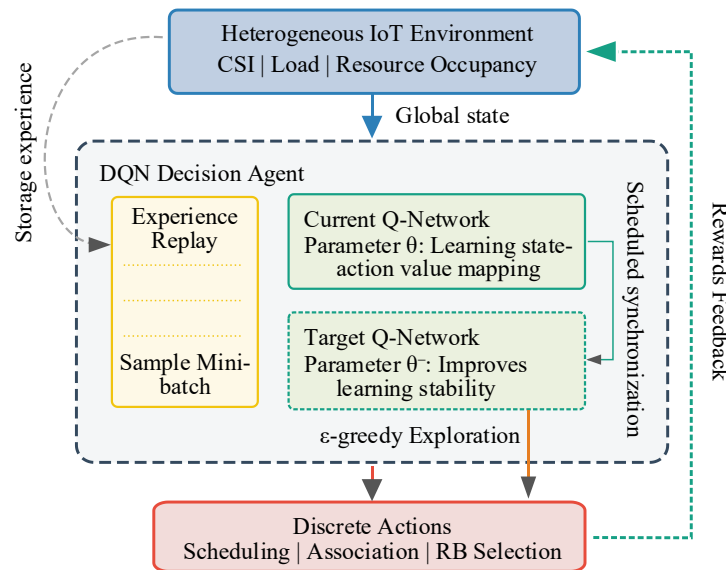 Heterogeneous IoT Environment
CSI | Load | Resource Occupancy
Global state
Storage experience
DQN Decision Agent
Experience
Replay
Sample Mini-
batch
Current Q-Network
Parameter θ: Learning state-
action value mapping
Target Q-Network
Parameter θ⁻: Improves
learning stability
Scheduled synchronization
Rewards Feedback
ε-greedy Exploration
Discrete Actions
Scheduling | Association | RB Selection